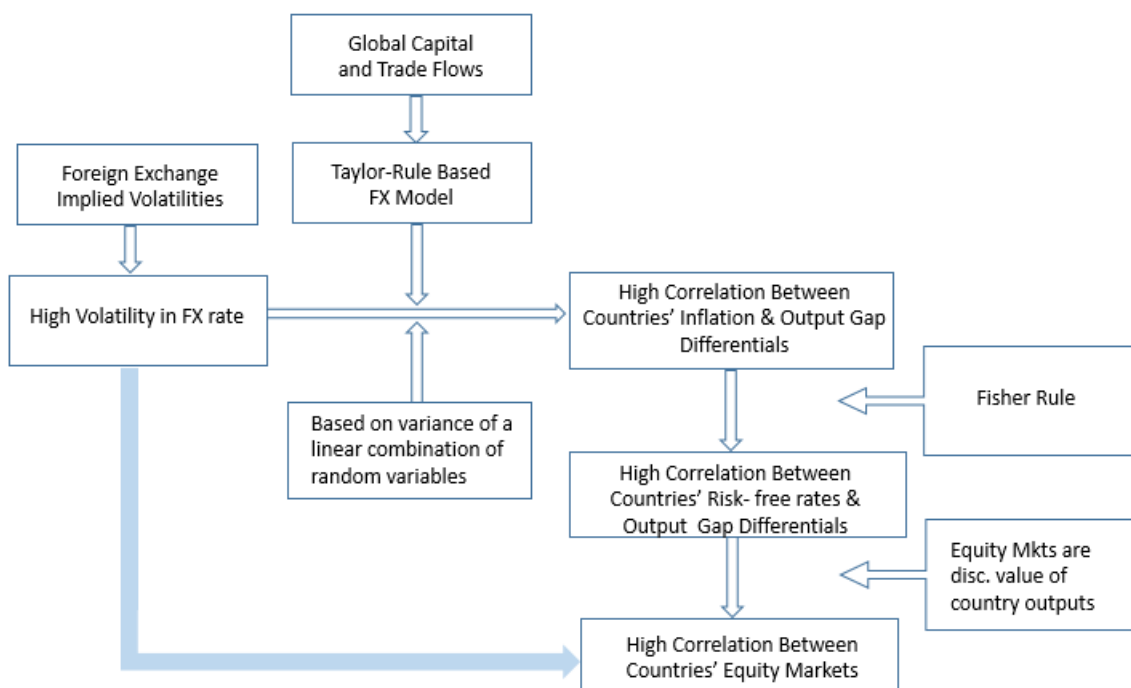 Global Capital
and Trade Flows
Foreign Exchange
Implied Volatilities
Taylor-Rule Based
FX Model
High Volatility in FX rate
High Correlation Between
Countries' Inflation & Output Gap
Differentials
Based on variance of a
linear combination of
random variables
Fisher Rule
High Correlation Between
Countries' Risk- free rates &
Output Gap Differentials
Equity Mkts are
disc. value of
country outputs
High Correlation Between
Countries' Equity Markets